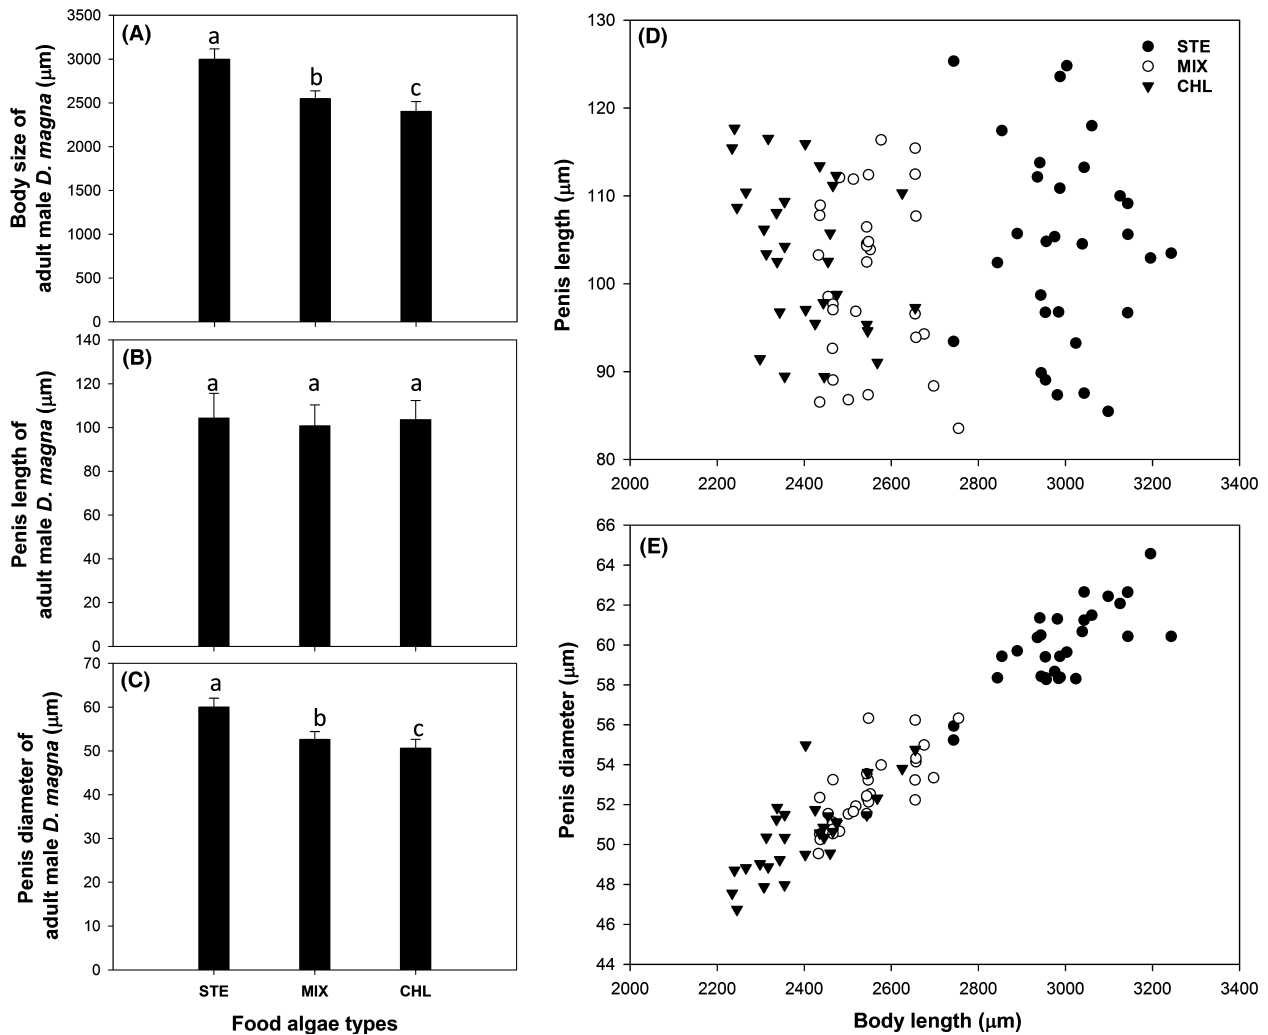 (A)
3500
3000
2500
2000
1500
1000
500
0
Body size of
adult male D. magna (μm)
a
b
c
(B)
140
120
100
80
60
40
20
0
Penis length of
adult male D. magna (μm)
a
a
a
(C)
70
60
50
40
30
20
10
0
Penis diameter of
adult male D. magna (μm)
a
b
c
STE MIX CHL
Food algae types
(D)
130
120
110
100
90
80
Penis length (μm)
STE
MIX
CHL
2000 2200 2400 2600 2800 3000 3200 3400
(E)
66
64
62
60
58
56
54
52
50
48
46
44
Penis diameter (μm)
2000 2200 2400 2600 2800 3000 3200 3400
Body length (μm)